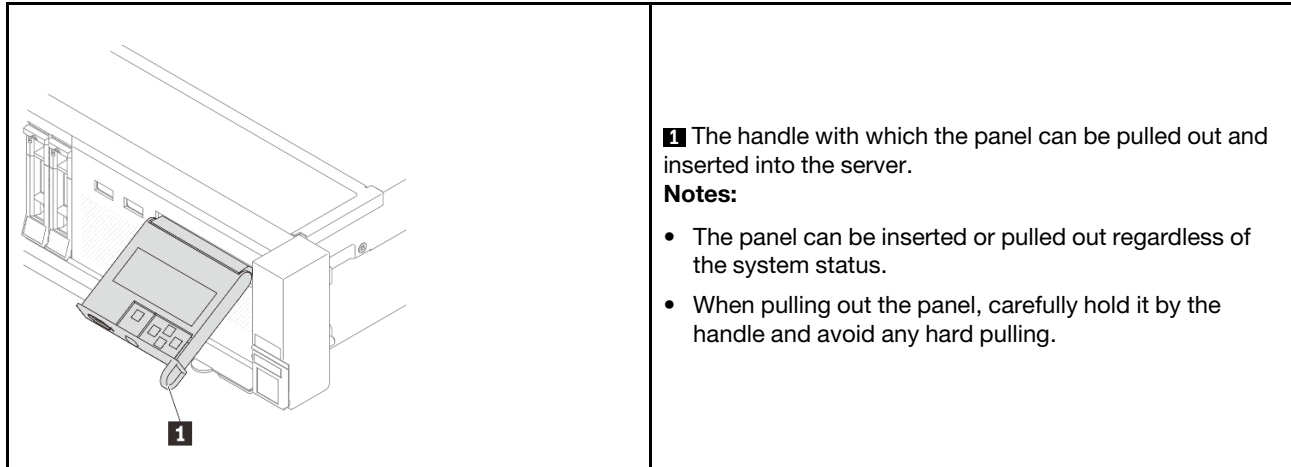 1
1 The handle with which the panel can be pulled out and
inserted into the server.
Notes:
• The panel can be inserted or pulled out regardless of
the system status.
• When pulling out the panel, carefully hold it by the
handle and avoid any hard pulling.